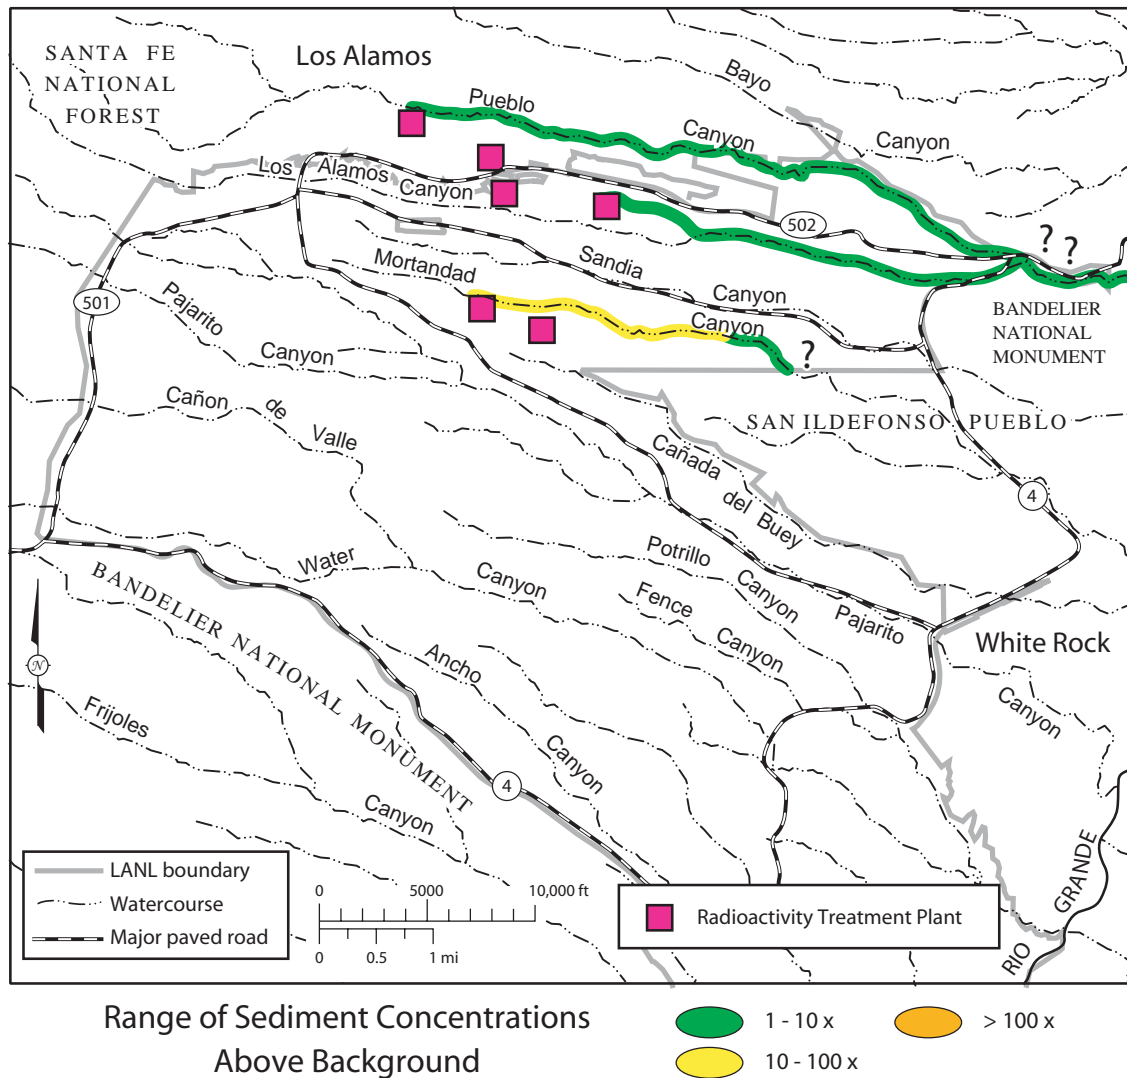 SANTA FE
NATIONAL
FOREST
Los Alamos
Bayo
Canyon
Pueblo
Canyon
Los Alamos
Canyon
502
? ?
Sandia
Canyon
Mortandad
Canyon
?
501
BANDELIER
NATIONAL
MONUMENT
Pajarito
Canyon
SAN ILDEFONSO PUEBLO
Cañon de
Valle
Cañada
del Buey
4
Water
Canyon
Potrillo
Canyon
Fence
Canyon
Pajarito
Canyon
White Rock
BANDELIER NATIONAL MONUMENT
Ancho
Canyon
Frijoles
Canyon
4
N
RIO GRANDE
LANL boundary
Watercourse
Major paved road
0 5000 10,000 ft
0 0.5 1 mi
Radioactivity Treatment Plant
Range of Sediment Concentrations
Above Background
1 - 10 x
> 100 x
10 - 100 x